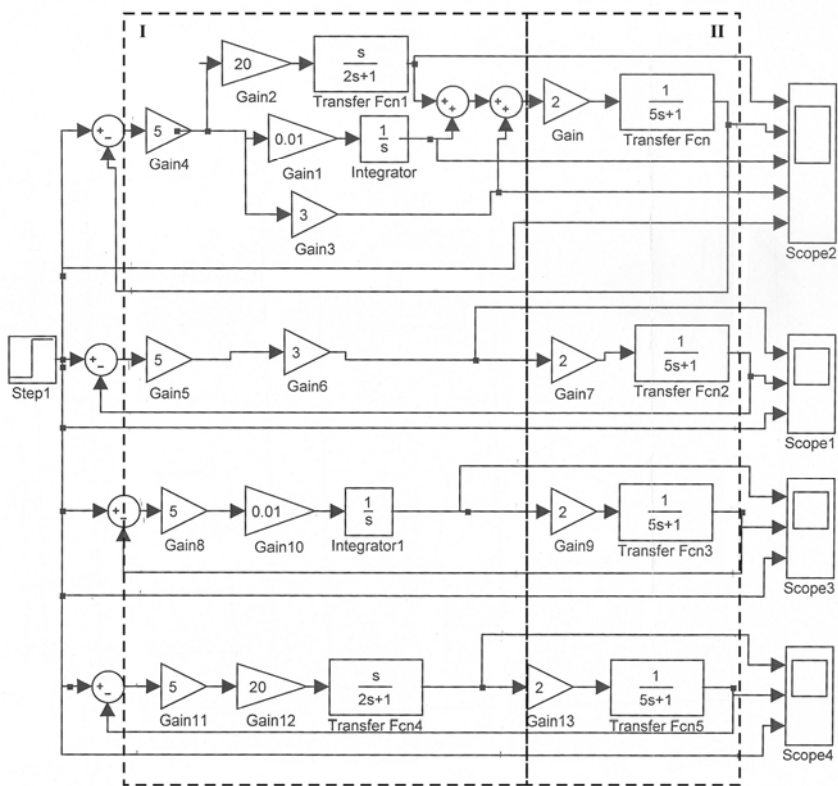 I
II
20
s
2s+1
Gain2
Transfer Fcn1
+
+
+
+
2
1
5s+1
Gain
Transfer Fcn
+
−
5
Gain4
0.01
1
s
Gain1
Integrator
3
Gain3
Scope2
Step1
+
−
5
Gain5
3
Gain6
2
Gain7
1
5s+1
Transfer Fcn2
Scope1
+
−
5
Gain8
0.01
Gain10
1
s
Integrator1
2
Gain9
1
5s+1
Transfer Fcn3
Scope3
+
−
5
Gain11
20
Gain12
s
2s+1
Transfer Fcn4
2
Gain13
1
5s+1
Transfer Fcn5
Scope4